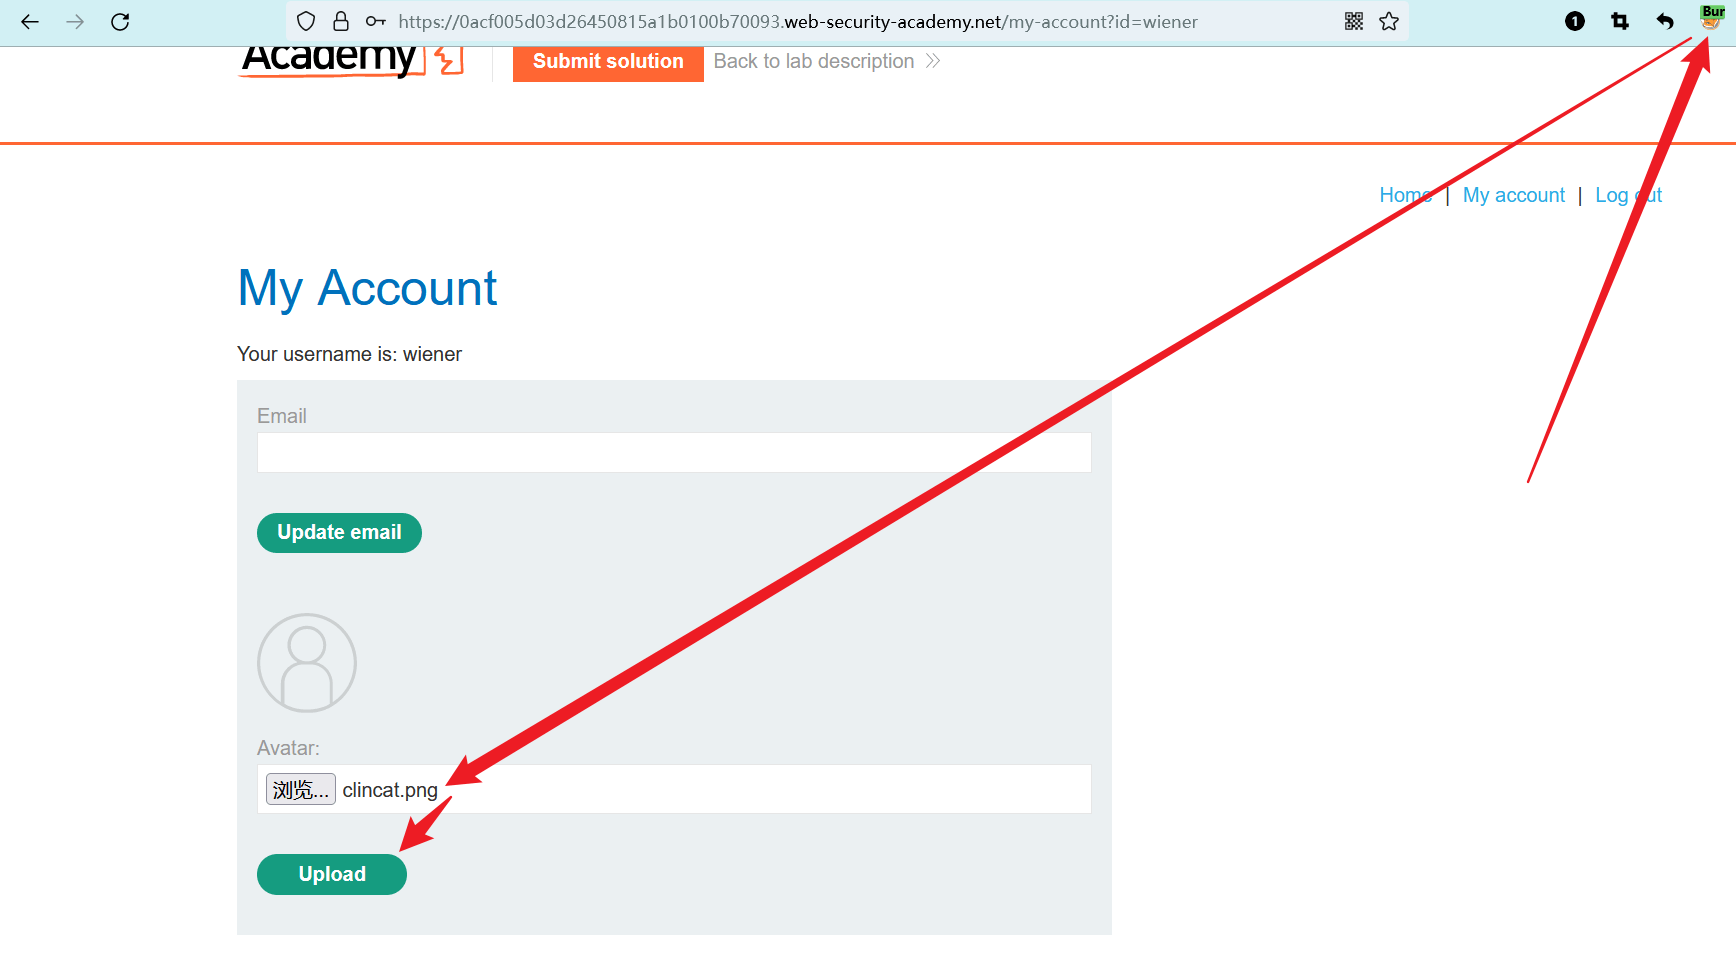 https://0acf005d03d26450815a1b0100b70093.web-security-academy.net/my-account?id=wiener
1
Bur
Academy
Submit solution
Back to lab description
Home | My account | Log out
My Account
Your username is: wiener
Email
Update email
Avatar:
浏览... clincat.png
Upload